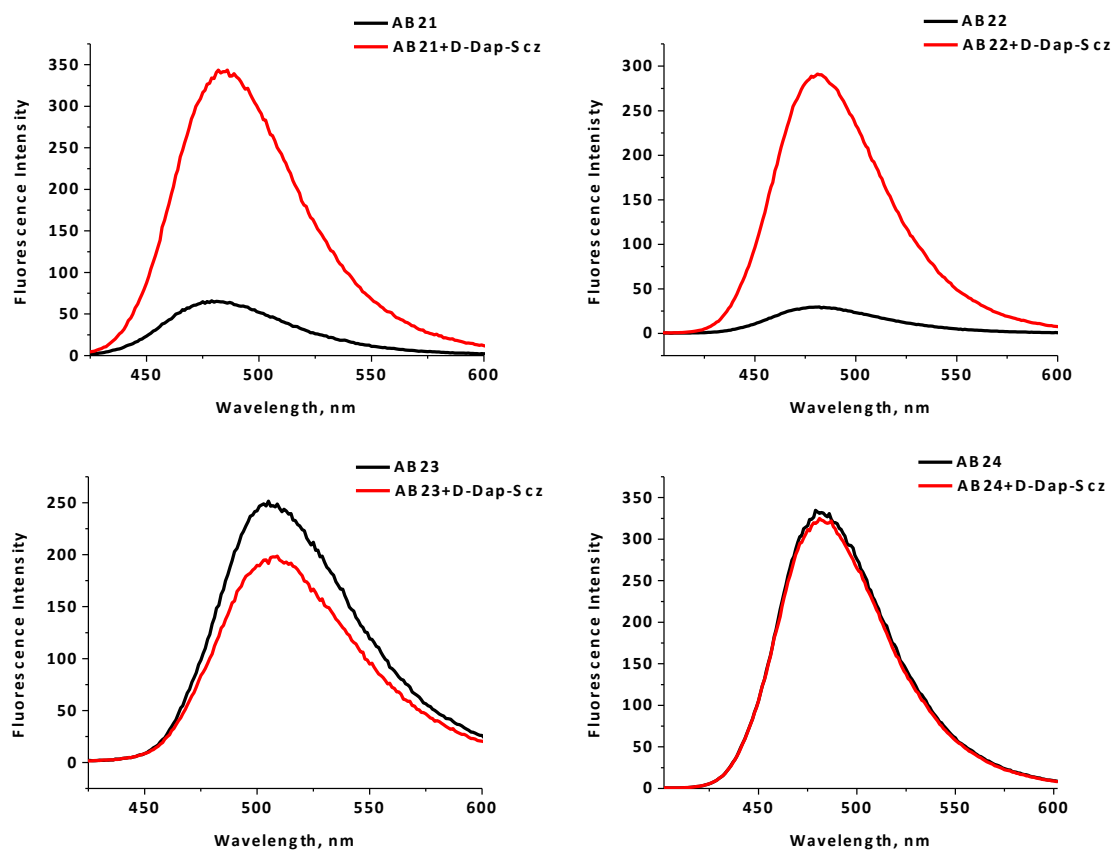 AB21
AB21+D-Dap-Scz
350
300
250
200
150
100
50
0
Fluorescence Intensity
450 500 550 600
Wavelength, nm
AB22
AB22+D-Dap-Scz
300
250
200
150
100
50
0
Fluorescence Intenisty
450 500 550 600
Wavelength, nm
AB23
AB23+D-Dap-Scz
250
200
150
100
50
0
Fluorescence Intensity
450 500 550 600
Wavelength, nm
AB24
AB24+D-Dap-Scz
350
300
250
200
150
100
50
0
Fluorescence Intensity
450 500 550 600
Wavelength, nm